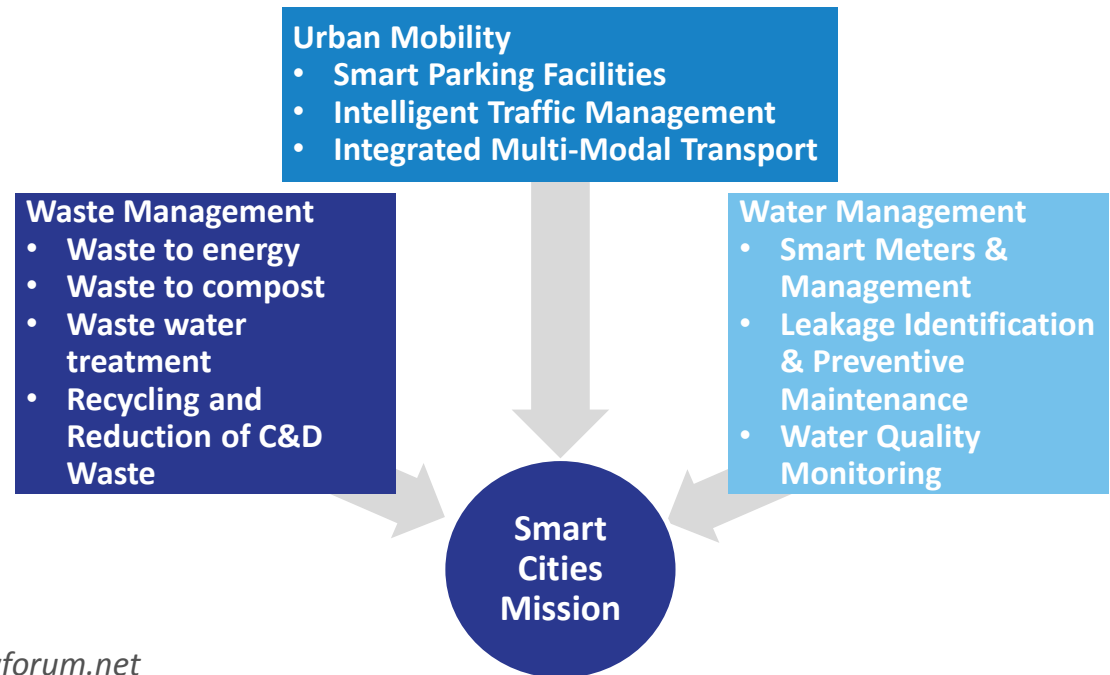 Urban Mobility
• Smart Parking Facilities
• Intelligent Traffic Management
• Integrated Multi-Modal Transport
Waste Management
• Waste to energy
• Waste to compost
• Waste water
treatment
• Recycling and
Reduction of C&D
Waste
Water Management
• Smart Meters &
Management
• Leakage Identification
& Preventive
Maintenance
• Water Quality
Monitoring
Smart
Cities
Mission
forum.net